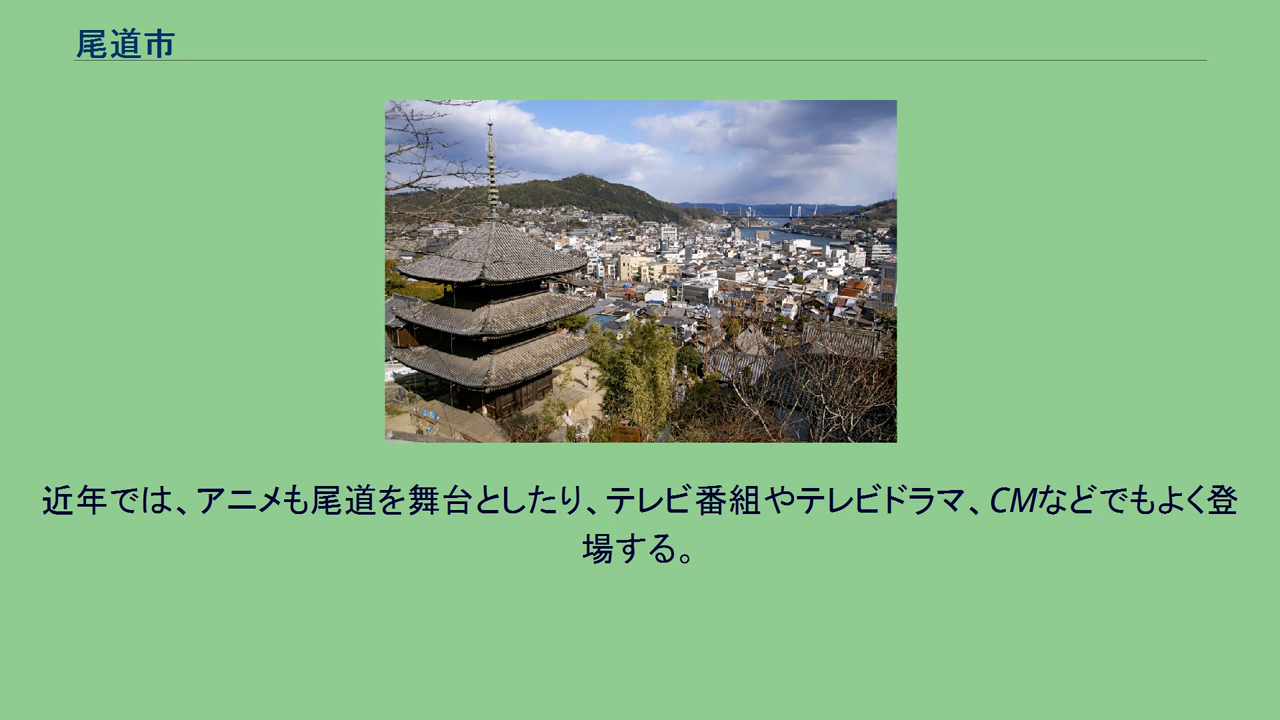 尾道市
近年では、アニメも尾道を舞台としたり、テレビ番組やテレビドラマ、CMなどでもよく登
場する。